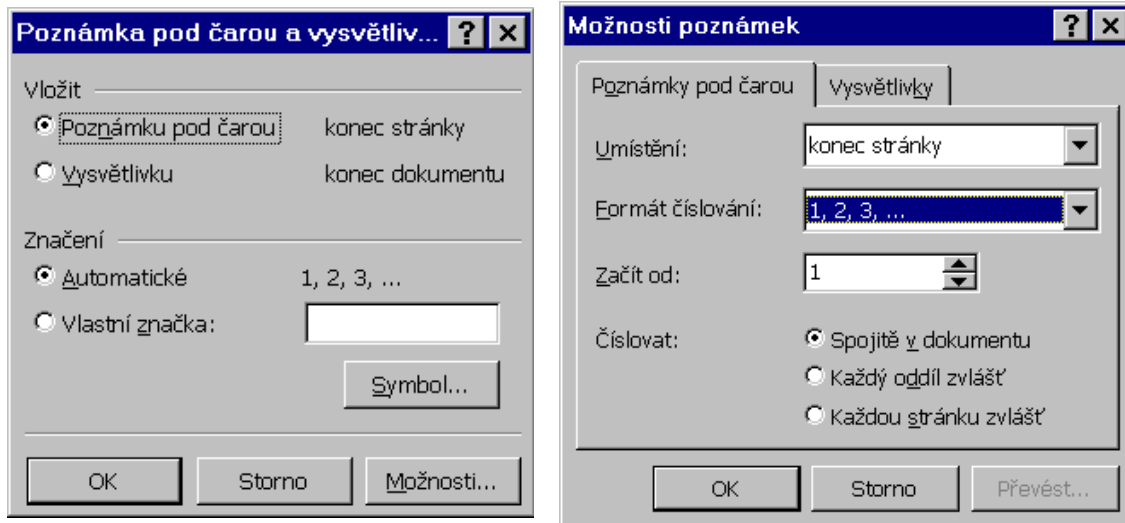 Poznámka pod čarou a vysvětliv...
Vložit
Poznámku pod čarou konec stránky
Vysvětlivku konec dokumentu
Značení
Automatické 1, 2, 3, ...
Vlastní značka:
Symbol...
OK Storno Možnosti...
Možnosti poznámek
Poznámky pod čarou Vysvětlivky
Umístění: konec stránky
Formát číslování: 1, 2, 3, ...
Začít od: 1
Číslovat: Spojitě v dokumentu
Každý oddíl zvlášť
Každou stránku zvlášť
OK Storno Převést...